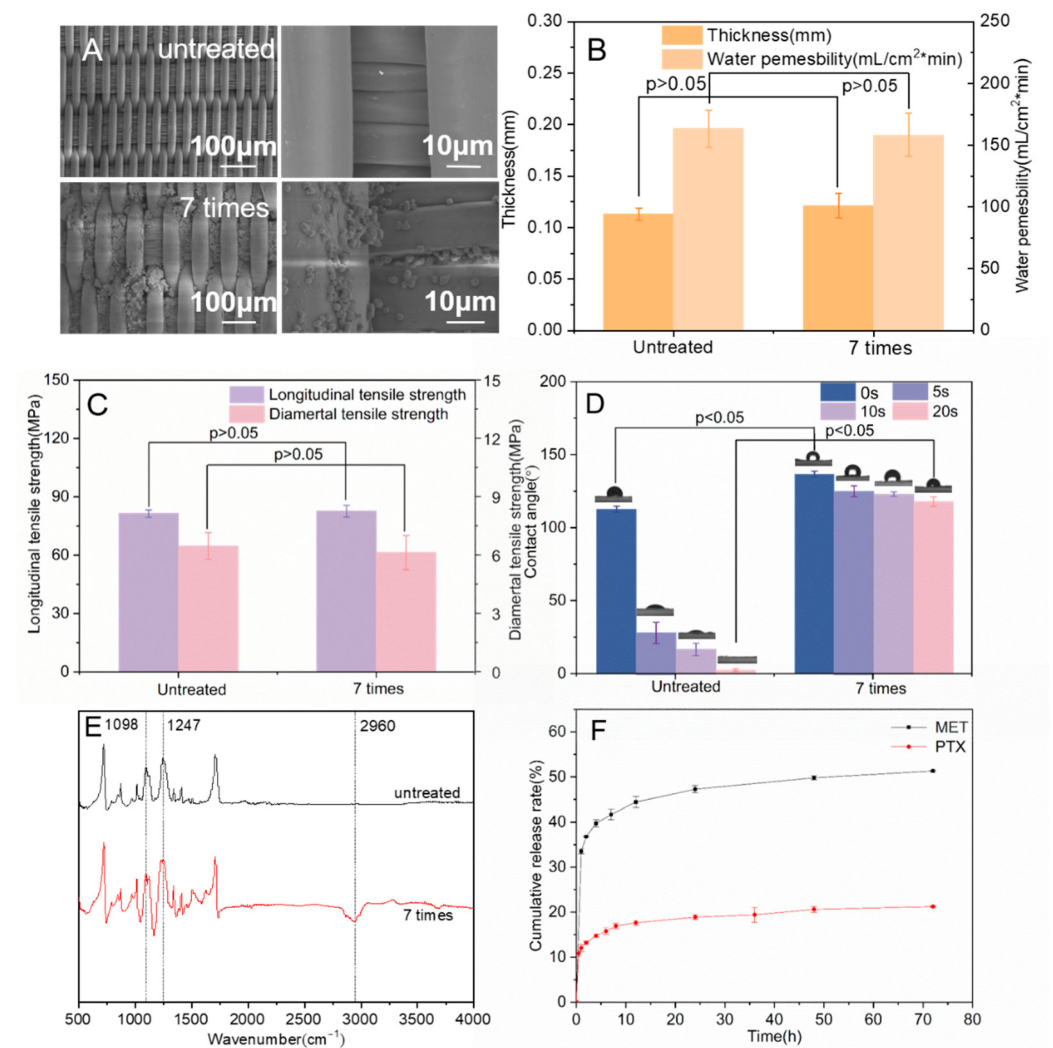 A
untreated
100μm
10μm
7 times
100μm
10μm
B
Thickness(mm)
Water pemesbility(mL/cm²*min)
p>0.05
p>0.05
0.30
0.25
0.20
0.15
0.10
0.05
0.00
Thickness(mm)
250
200
150
100
50
0
Water pemesbility(mL/cm²*min)
Untreated
7 times
C
Longitudinal tensile strength
Diamertal tensile strength
p>0.05
p>0.05
150
120
90
60
30
0
Longitudinal tensile strength(MPa)
15
12
9
6
3
0
Diamertal tensile strength(MPa)
Untreated
7 times
D
0s
5s
10s
20s
p<0.05
p<0.05
200
150
100
50
0
Contact angle(°)
Untreated
7 times
E
1098
1247
2960
untreated
7 times
500
1000
1500
2000
2500
3000
3500
4000
Wavenumber(cm⁻¹)
F
MET
PTX
60
50
40
30
20
10
0
Cumulative release rate(%)
0
10
20
30
40
50
60
70
80
Time(h)